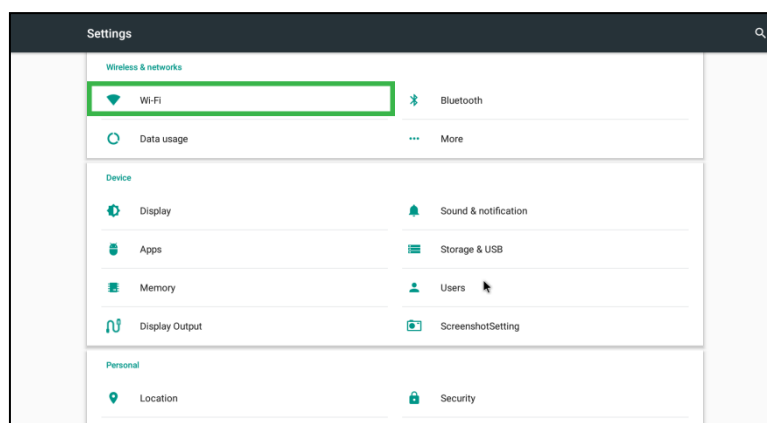 Settings
Wireless & networks
Wi-Fi
Bluetooth
Data usage
More
Device
Display
Sound & notification
Apps
Storage & USB
Memory
Users
Display Output
ScreenshotSetting
Personal
Location
Security